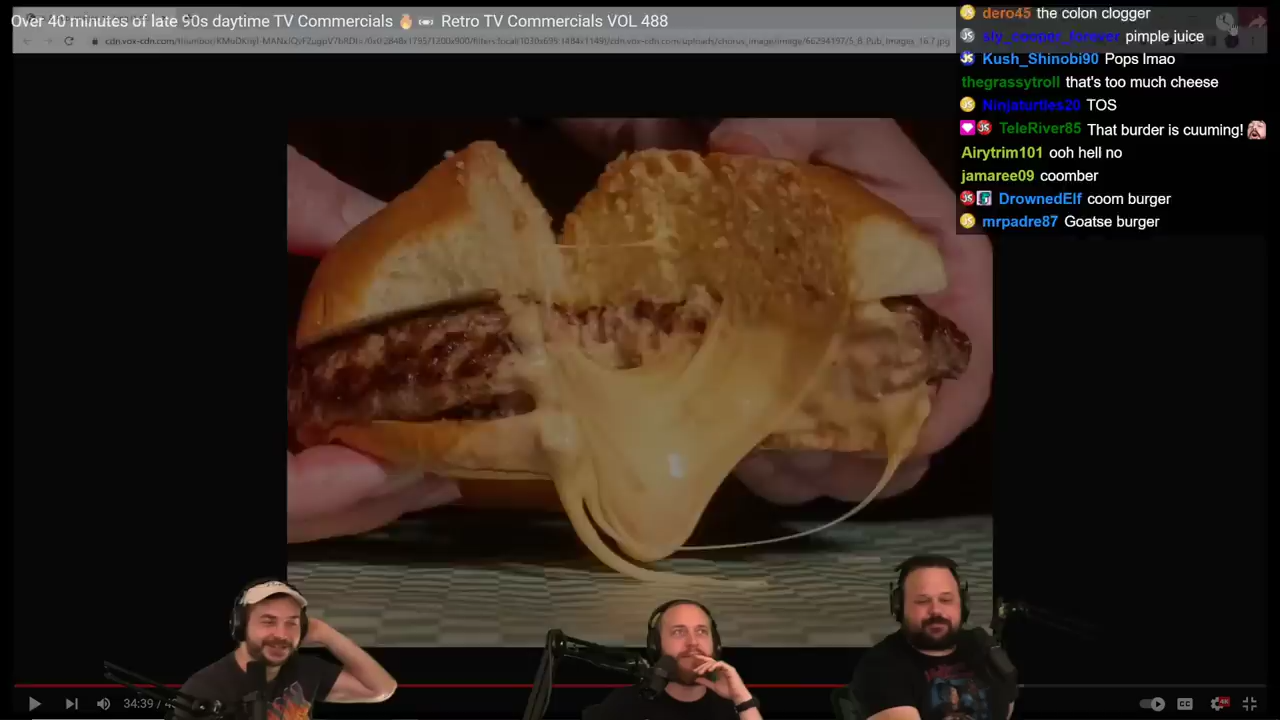 Over 40 minutes of late 90s daytime TV Commercials Retro TV Commercials VOL 488
dero45 the colon clogger
sly_cooper_forever pimple juice
Kush_Shinobi90 Pops lmao
thegrassytroll that's too much cheese
Ninjaturtles20 TOS
TeleRiver85 That burder is cuuming!
Airytrim101 ooh hell no
jamaree09 coomber
DrownedElf coom burger
mrpadre87 Goatse burger
34:39 /
CC